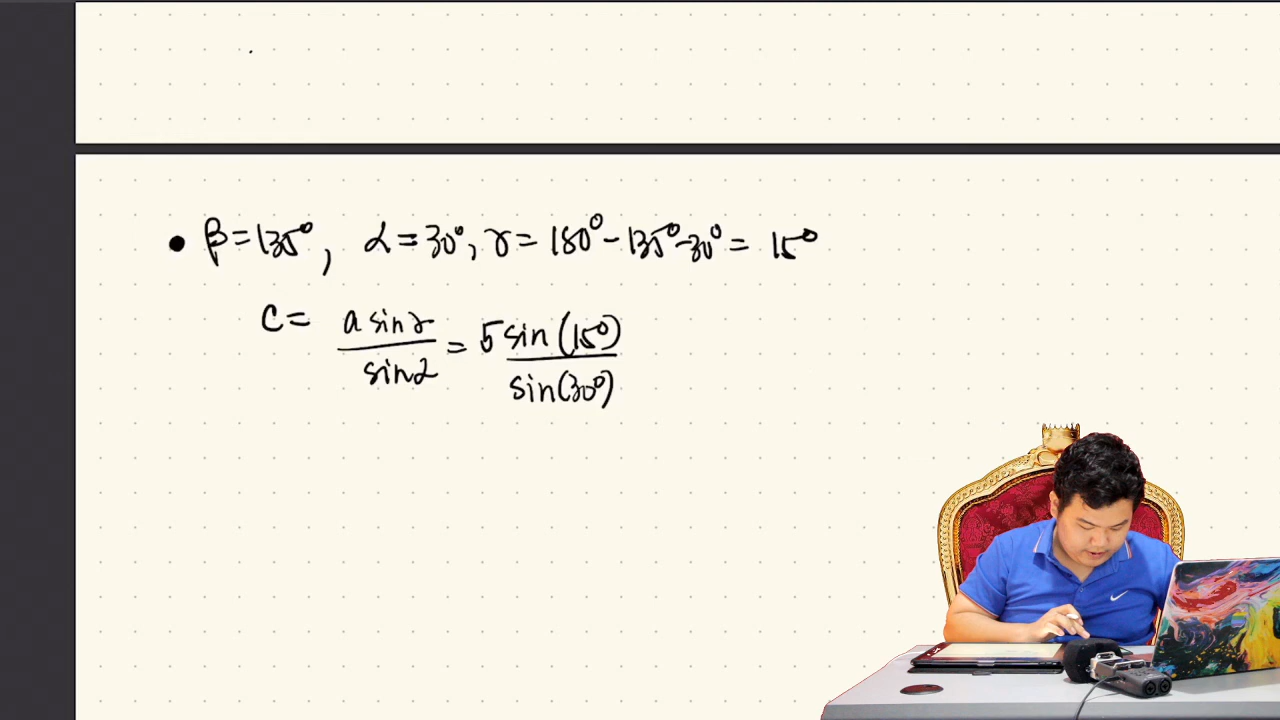 • β = 135°, α = 30°, γ = 180° - 135° - 30° = 15°
c = a sin γ / sin α = 5 sin (15°) / sin(30°)